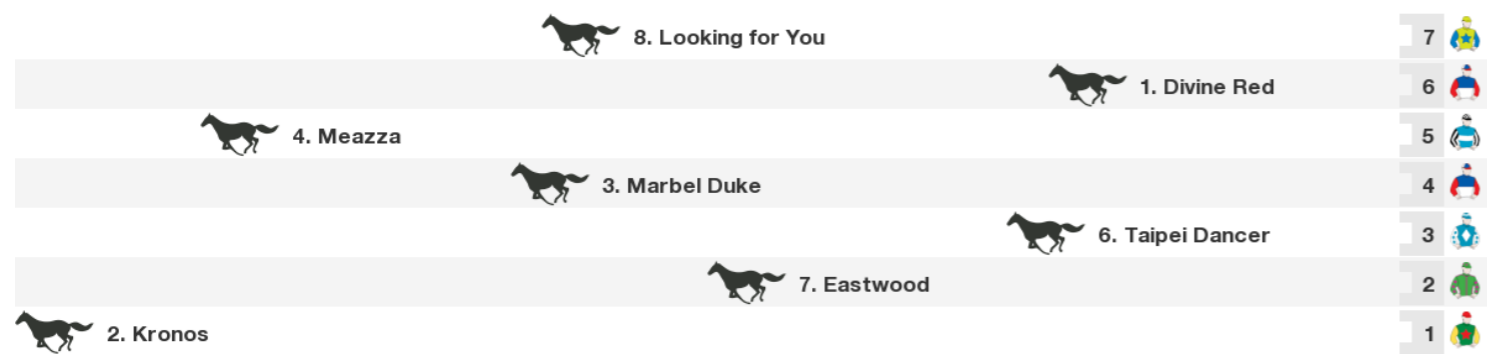 8. Looking for You 7
1. Divine Red 6
4. Meazza 5
3. Marbel Duke 4
6. Taipei Dancer 3
7. Eastwood 2
2. Kronos 1